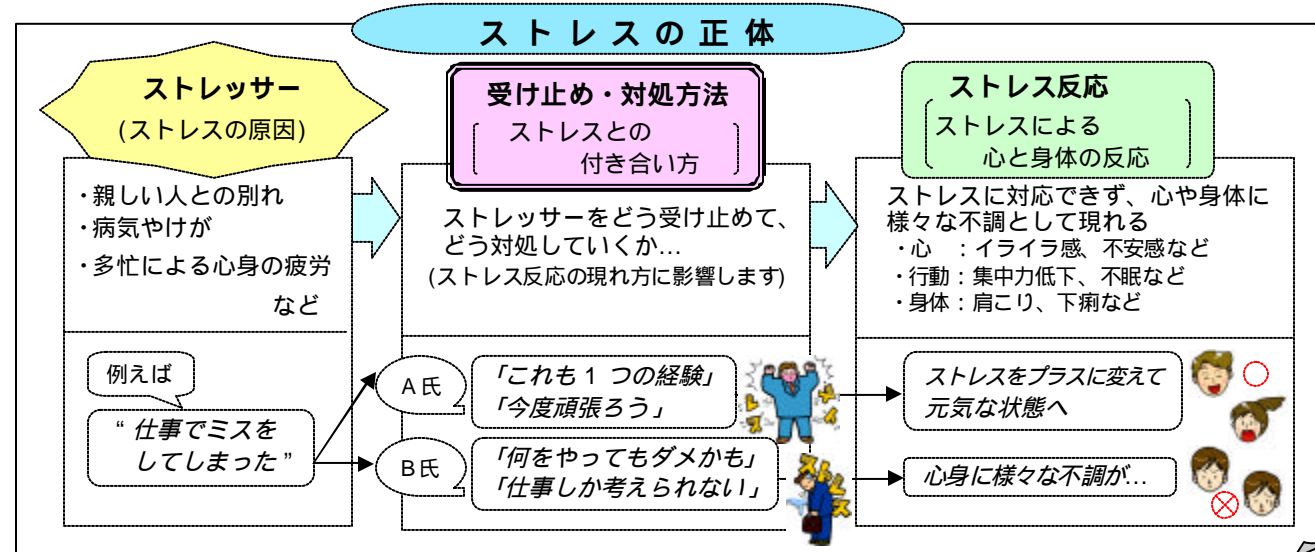 ストレスの正体
ストレッサー
(ストレスの原因)
・親しい人との別れ
・病気やけが
・多忙による心身の疲労
など
受け止め・対処方法
ストレスとの
付き合い方
ストレッサーをどう受け止めて、
どう対処していくか…
(ストレス反応の現れ方に影響します)
ストレス反応
ストレスによる
心と身体の反応
ストレスに対応できず、心や身体に
様々な不調として現れる
・心　：イライラ感、不安感など
・行動：集中力低下、不眠など
・身体：肩こり、下痢など
例えば
“仕事でミスを
してしまった”
A氏
「これも1つの経験」
「今度頑張ろう」
ストレスをプラスに変えて
元気な状態へ
B氏
「何をやってもダメかも」
「仕事しか考えられない」
ストレス
心身に様々な不調が…